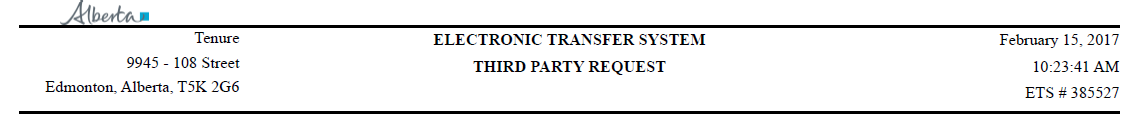 Alberta
Tenure
9945 - 108 Street
Edmonton, Alberta, T5K 2G6
ELECTRONIC TRANSFER SYSTEM
THIRD PARTY REQUEST
February 15, 2017
10:23:41 AM
ETS # 385527